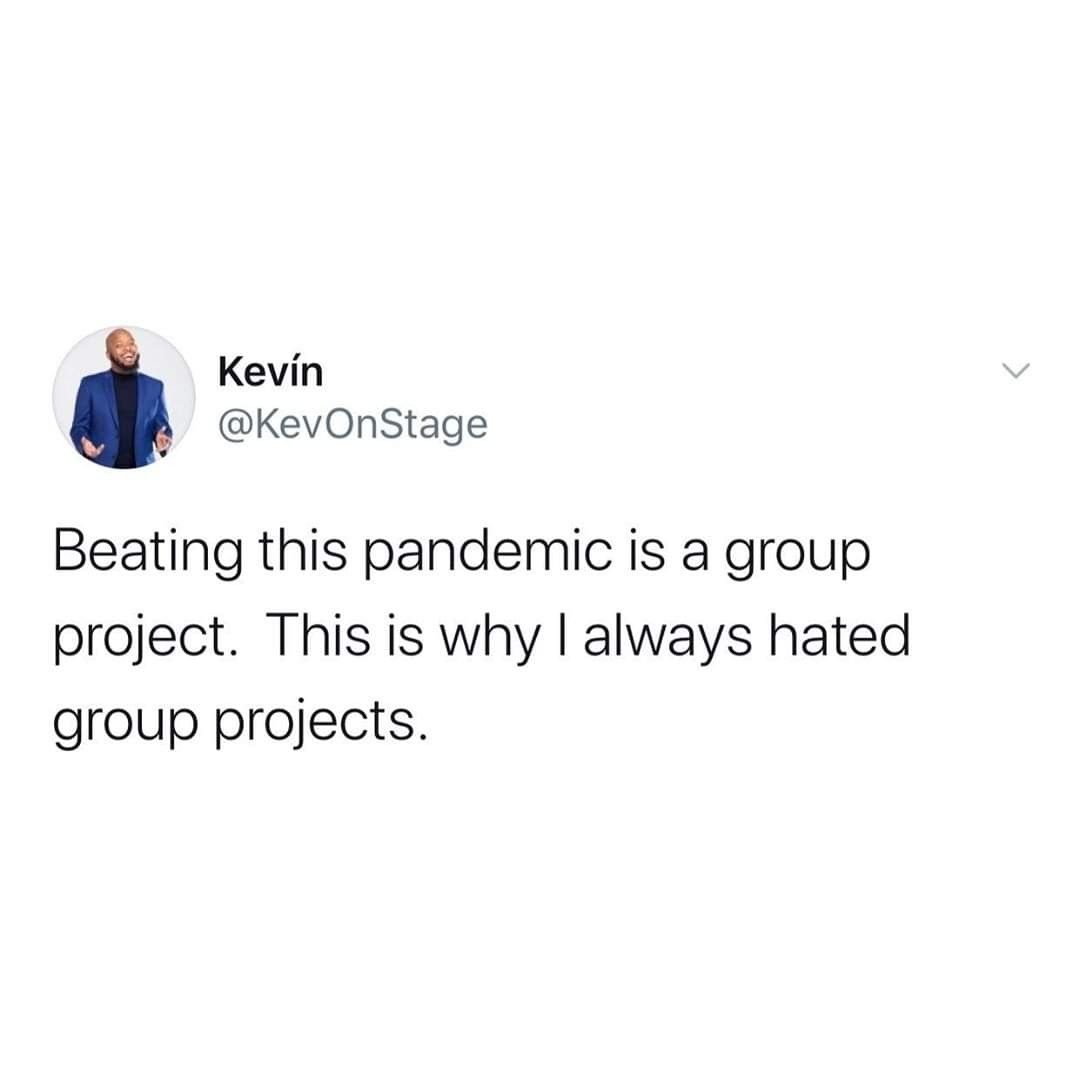 Kevín
@KevOnStage
Beating this pandemic is a group
project.  This is why I always hated
group projects.